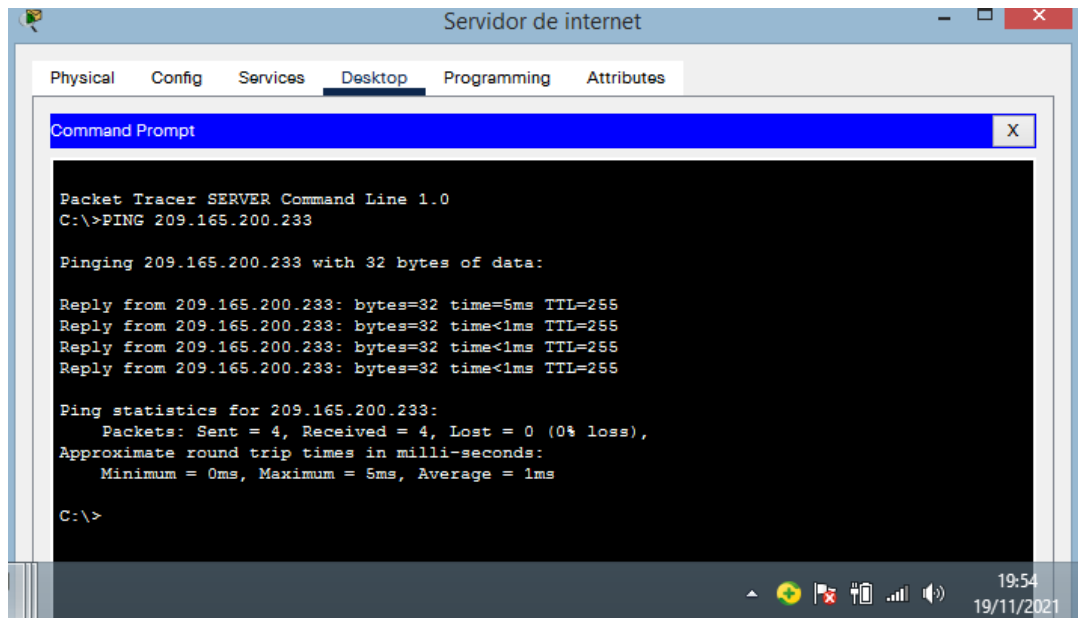 Servidor de internet
Physical Config Services Desktop Programming Attributes
Command Prompt X
Packet Tracer SERVER Command Line 1.0
C:\>PING 209.165.200.233
Pinging 209.165.200.233 with 32 bytes of data:
Reply from 209.165.200.233: bytes=32 time=5ms TTL=255
Reply from 209.165.200.233: bytes=32 time<1ms TTL=255
Reply from 209.165.200.233: bytes=32 time<1ms TTL=255
Reply from 209.165.200.233: bytes=32 time<1ms TTL=255
Ping statistics for 209.165.200.233:
Packets: Sent = 4, Received = 4, Lost = 0 (0% loss),
Approximate round trip times in milli-seconds:
Minimum = 0ms, Maximum = 5ms, Average = 1ms
C:\>
19:54
19/11/2021